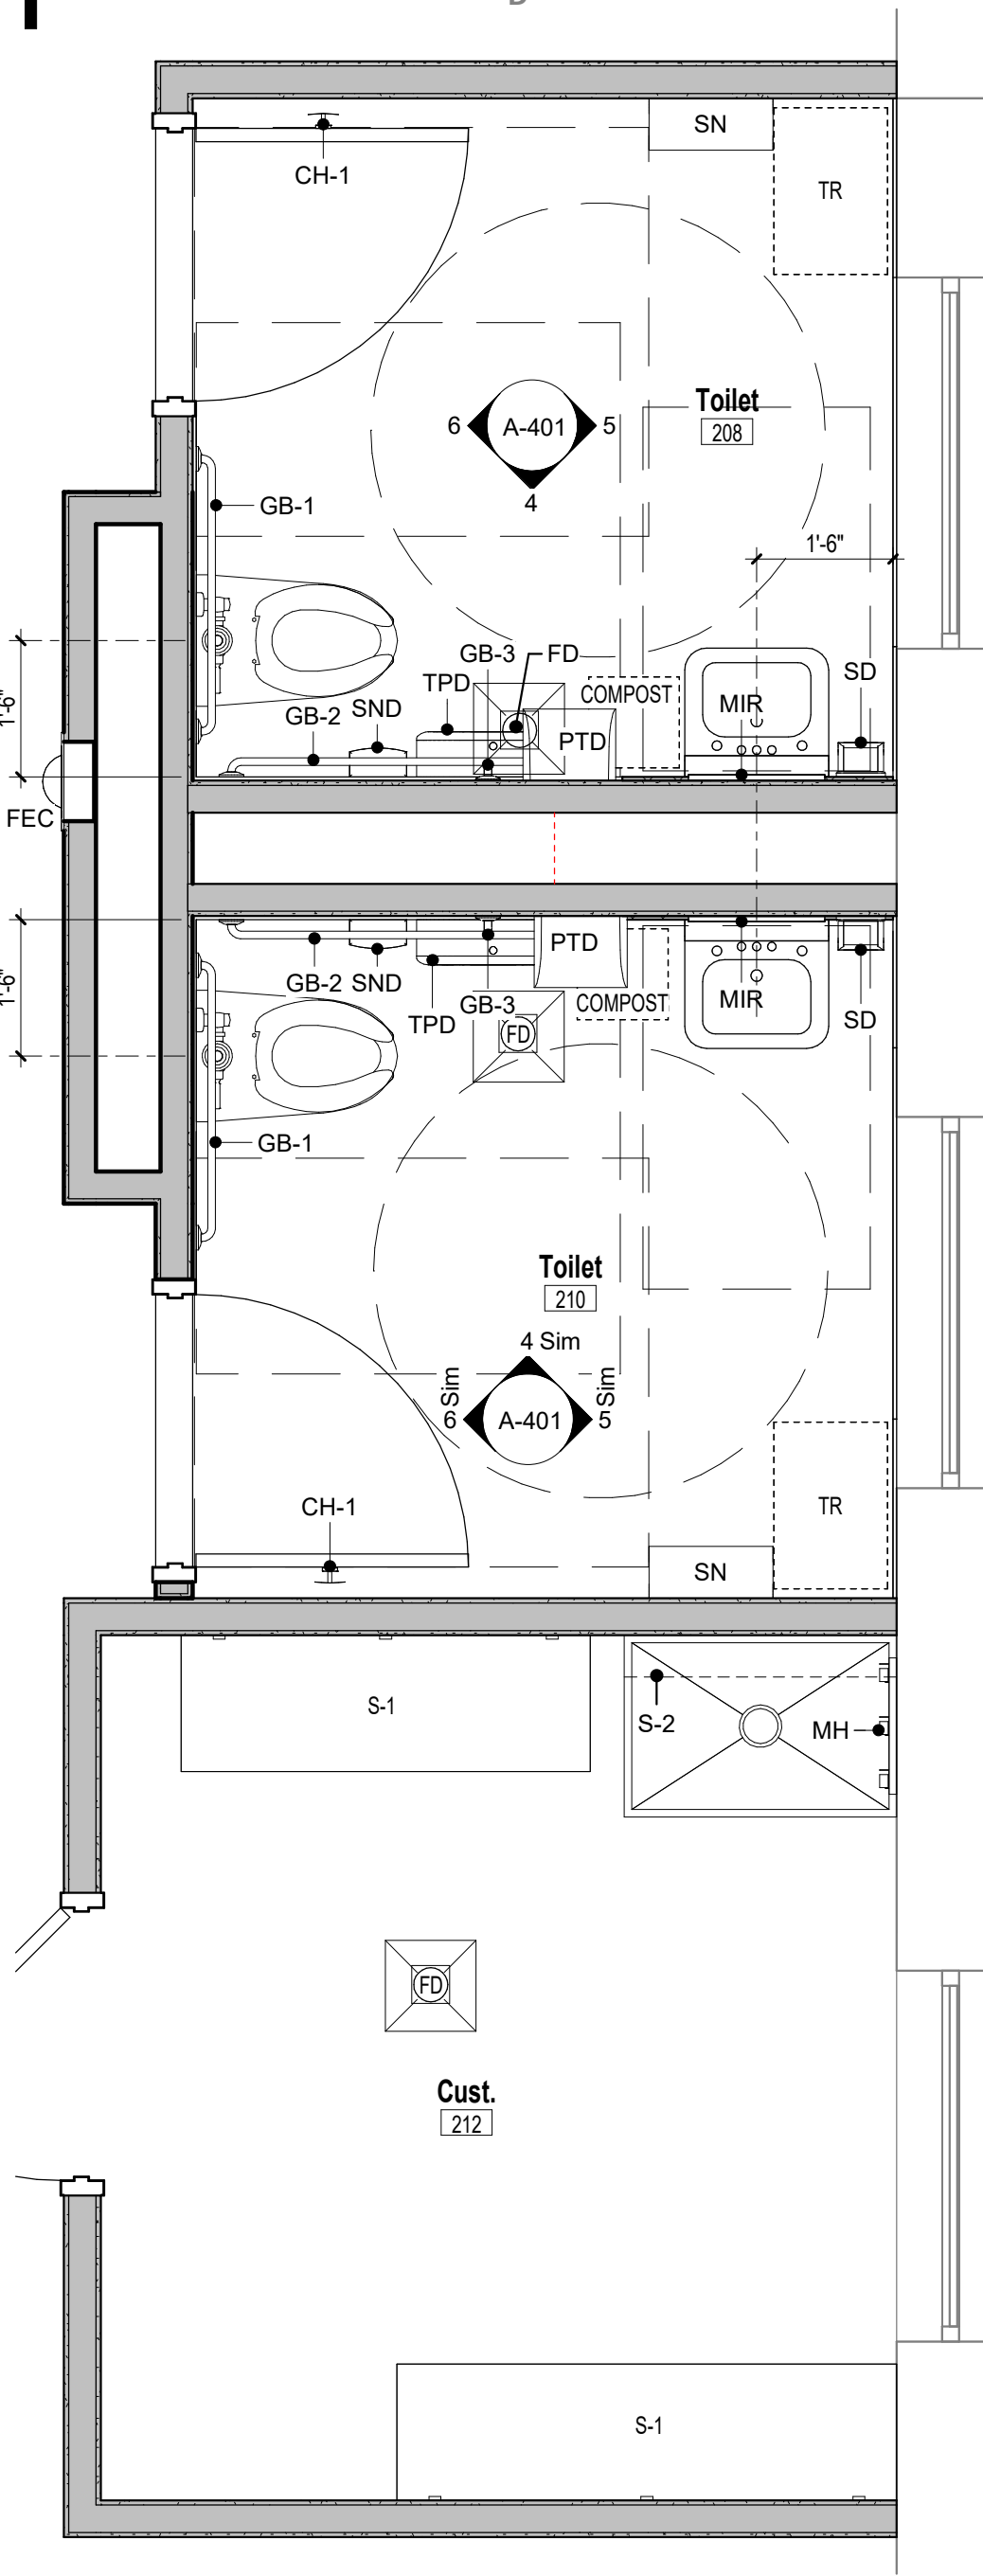 SN
TR
CH-1
Toilet
208
6
A-401
5
4
GB-1
1'-6"
GB-3
FD
TPD
SND
GB-2
COMPOST
MIR
SD
PTD
1'-6"
FEC
PTD
GB-2
SND
GB-3
COMPOST
MIR
SD
TPD
FD
1'-6"
GB-1
Toilet
210
4 Sim
Sim
Sim
6
A-401
5
CH-1
TR
SN
S-1
S-2
MH
FD
Cust.
212
S-1